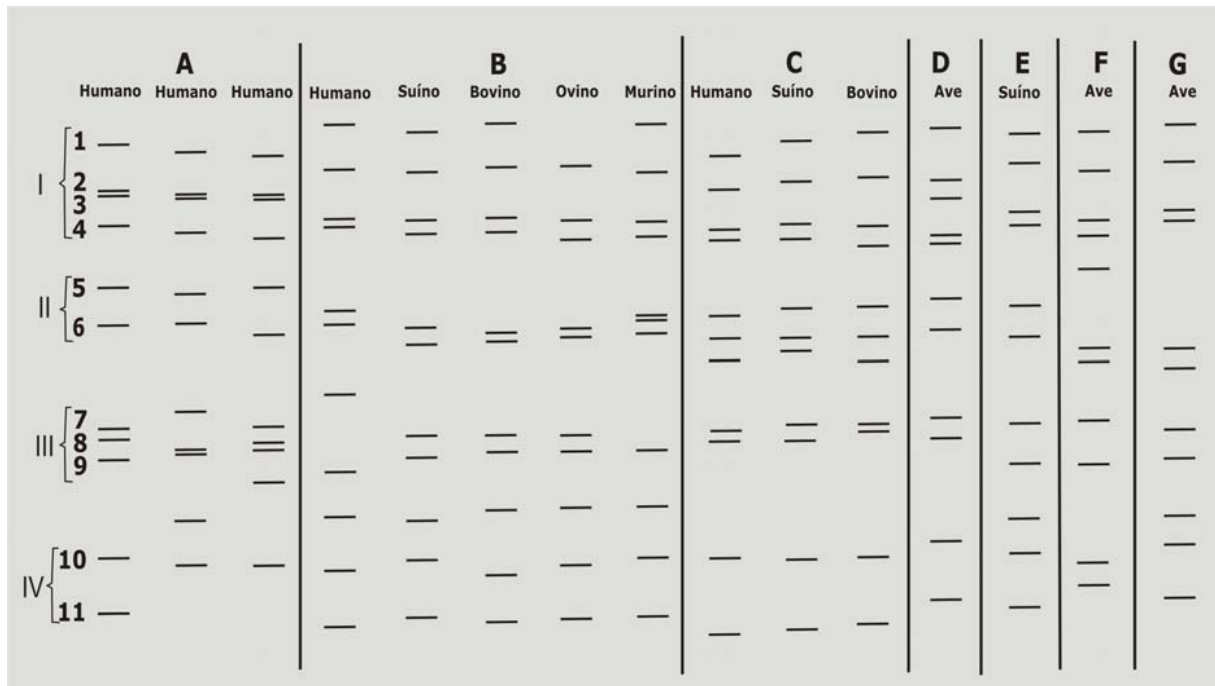 A B C D E F G
Humano Humano Humano Humano Suíno Bovino Ovino Murino Humano Suíno Bovino Ave Suíno Ave Ave
1
I 2
3
4
5
II
6
7
III 8
9
10
IV
11